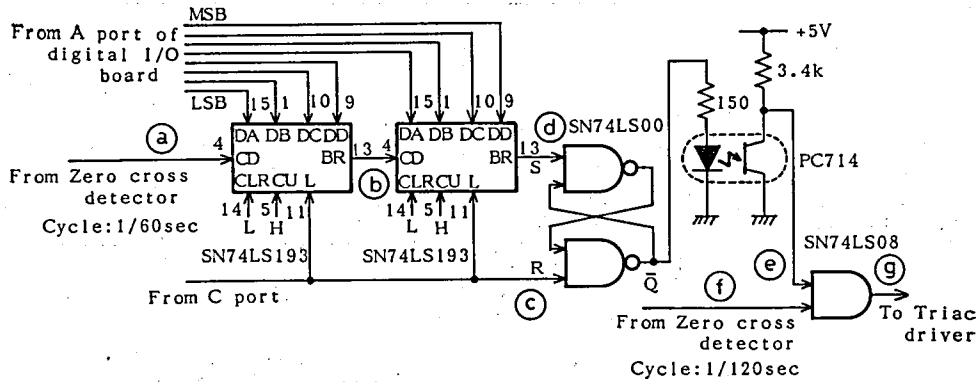 MSB
From A port of
digital I/O
board
LSB
15 1 10 9
15 1 10 9
+5V
3.4k
150
PC714
a
4
DA DB DC DD
CD
BR
CLR CU L
13
b
4
DA DB DC DD
CD
BR
CLR CU L
13
d
SN74LS00
S
From Zero cross
detector
Cycle:1/60sec
14 5 11
L H
SN74LS193
14 5 11
L H
SN74LS193
R
c
Q̄
From C port
e
f
SN74LS08
g
From Zero cross
detector
Cycle:1/120sec
To Triac
driver